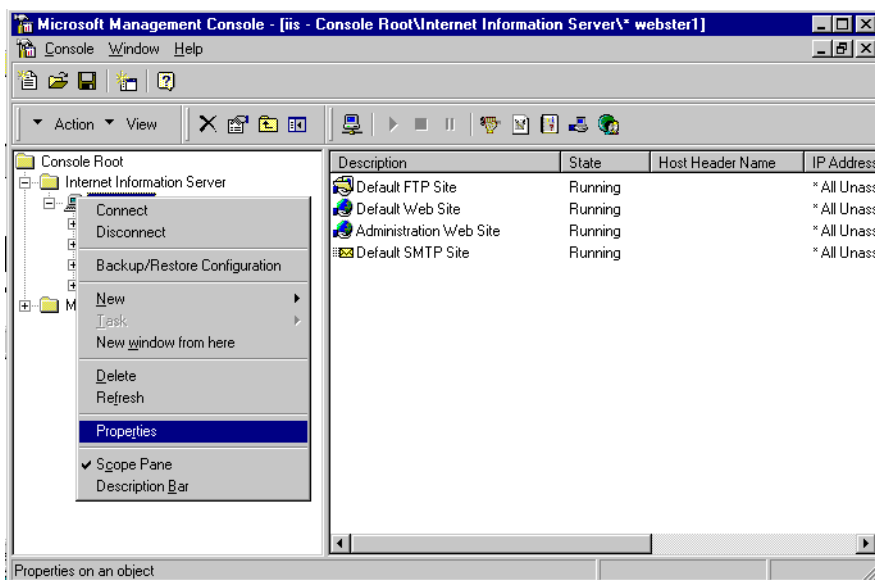 Microsoft Management Console - [iis - Console Root\Internet Information Server\* webster1]
Console Window Help
Action View
Console Root
Internet Information Server
M
Connect
Disconnect
Backup/Restore Configuration
New
Task
New window from here
Delete
Refresh
Properties
Scope Pane
Description Bar
Description State Host Header Name IP Address
Default FTP Site Running * All Unass
Default Web Site Running * All Unass
Administration Web Site Running * All Unass
Default SMTP Site Running * All Unass
Properties on an object